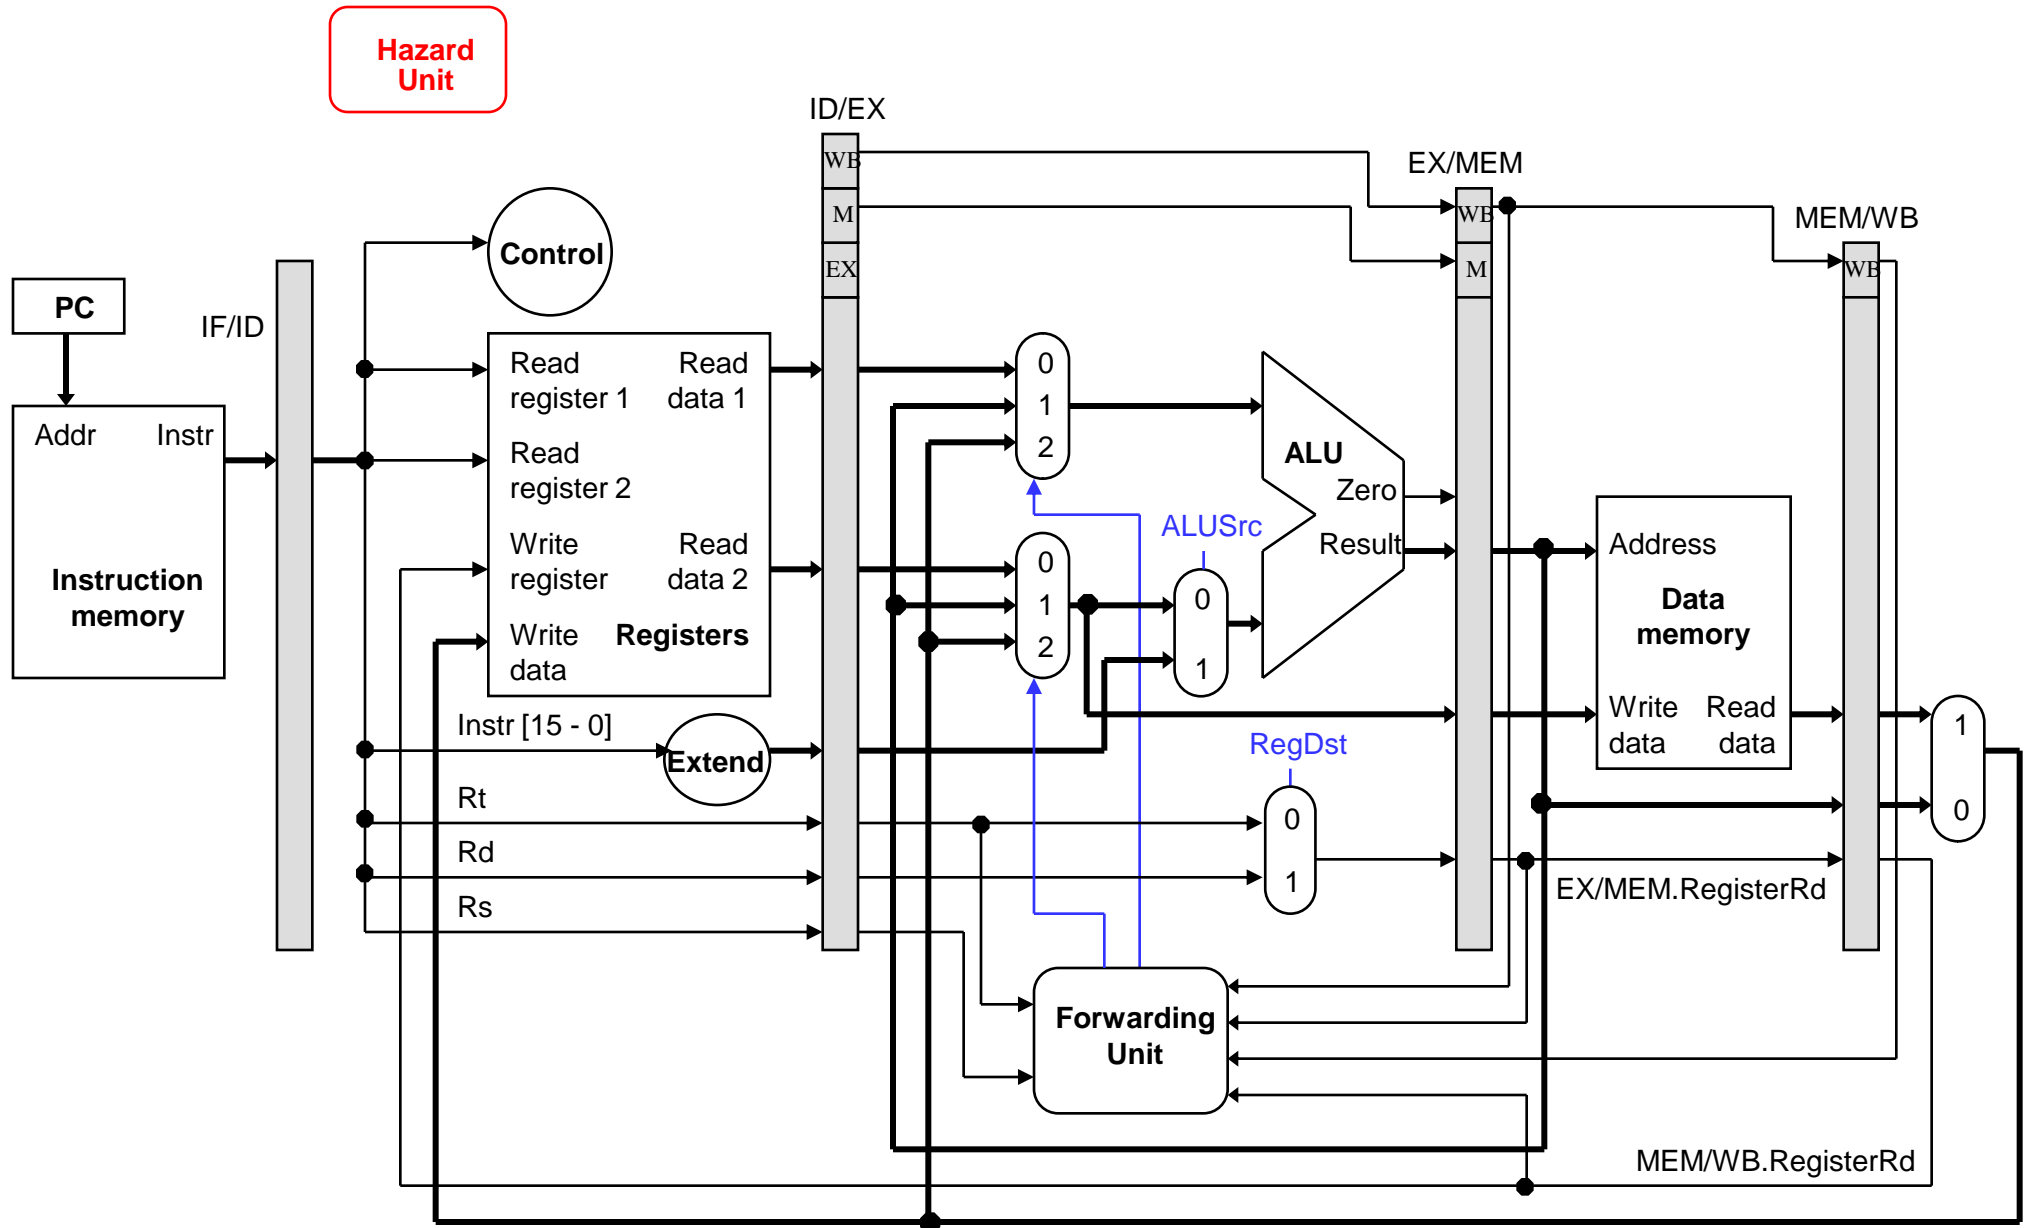 Hazard
Unit
ID/EX
WB
M
EX
EX/MEM
WB
M
MEM/WB
WB
Control
PC
IF/ID
Addr
Instr
Instruction
memory
Read
register 1
Read
data 1
Read
register 2
Write
register
Read
data 2
Write
data
Registers
0
1
2
0
1
2
ALUSrc
0
1
ALU
Zero
Result
Address
Data
memory
Write
data
Read
data
1
0
Instr [15 - 0]
Extend
RegDst
0
1
Rt
Rd
Rs
EX/MEM.RegisterRd
Forwarding
Unit
MEM/WB.RegisterRd